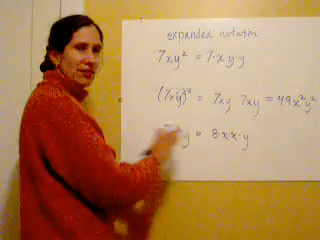 expanded notation
7xy² = 7·x y·y
(7xy)² = 7xy 7xy = 49x²y²
y = 8·x x·y